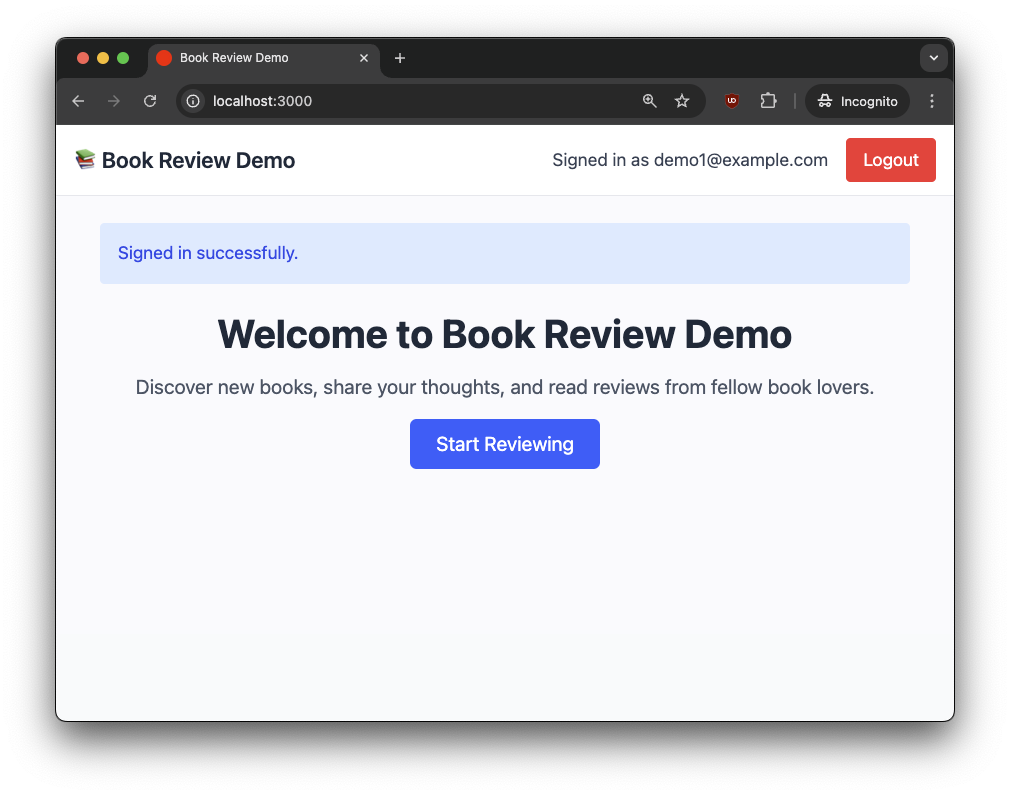 Book Review Demo
localhost:3000
UD
Incognito
📚 Book Review Demo
Signed in as demo1@example.com
Logout
Signed in successfully.
Welcome to Book Review Demo
Discover new books, share your thoughts, and read reviews from fellow book lovers.
Start Reviewing